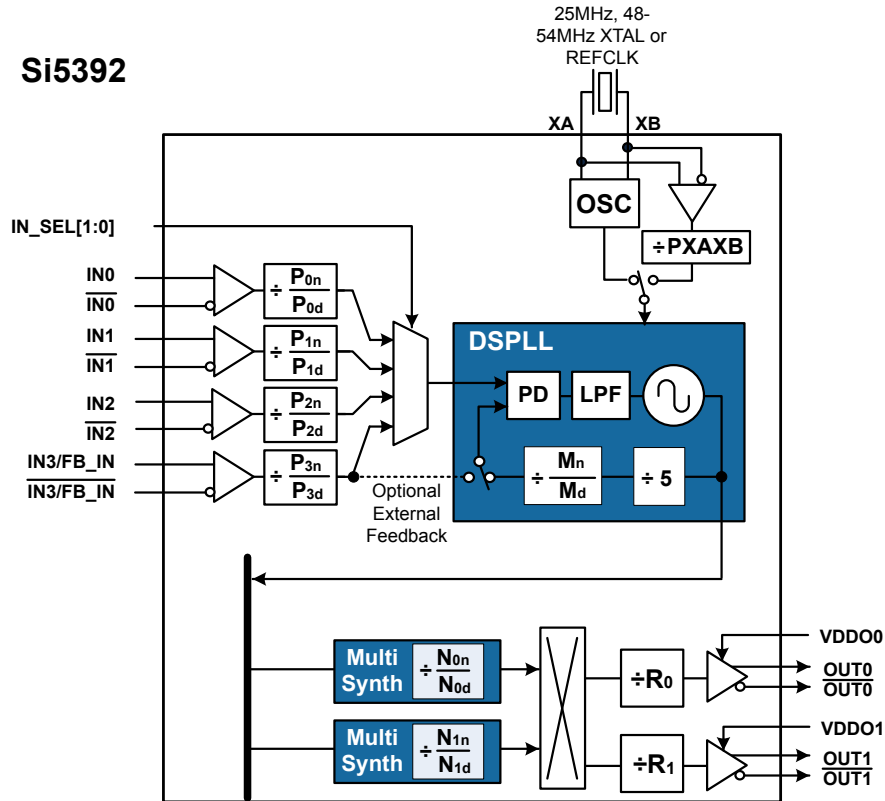 Si5392
25MHz, 48-
54MHz XTAL or
REFCLK
XA
XB
OSC
÷PXAXB
IN_SEL[1:0]
IN0
IN0
÷ P0n
P0d
IN1
IN1
÷ P1n
P1d
IN2
IN2
÷ P2n
P2d
IN3/FB_IN
IN3/FB_IN
÷ P3n
P3d
Optional
External
Feedback
DSPLL
PD
LPF
÷ Mn
Md
÷ 5
Multi
Synth
÷ N0n
N0d
÷R0
VDDO0
OUT0
OUT0
Multi
Synth
÷ N1n
N1d
÷R1
VDDO1
OUT1
OUT1